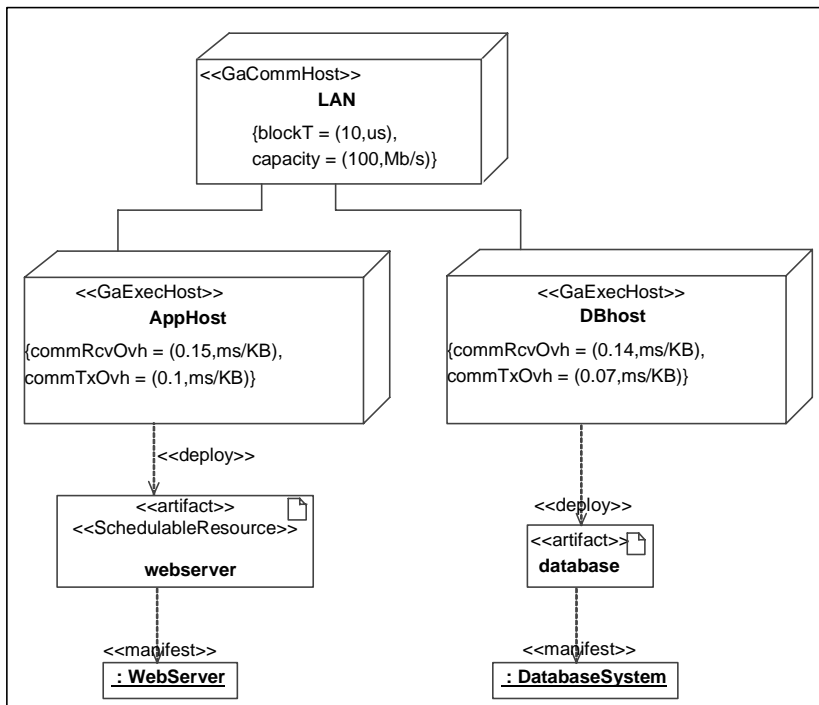 <<GaCommHost>>
LAN
{blockT = (10,us),
capacity = (100,Mb/s)}
<<GaExecHost>>
AppHost
{commRcvOvh = (0.15,ms/KB),
commTxOvh = (0.1,ms/KB)}
<<GaExecHost>>
DBhost
{commRcvOvh = (0.14,ms/KB),
commTxOvh = (0.07,ms/KB)}
<<deploy>>
<<artifact>>
<<SchedulableResource>>
webserver
<<deploy>>
<<artifact>>
database
<<manifest>>
: WebServer
<<manifest>>
: DatabaseSystem